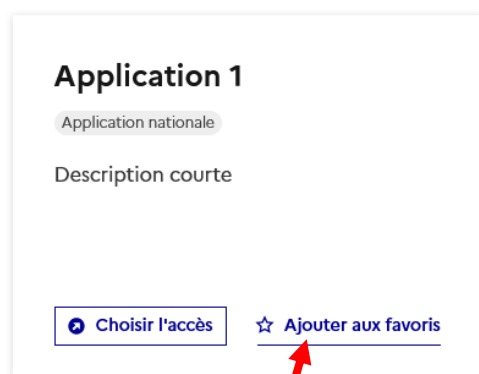 Application 1
Application nationale
Description courte
Choisir l'accès
Ajouter aux favoris